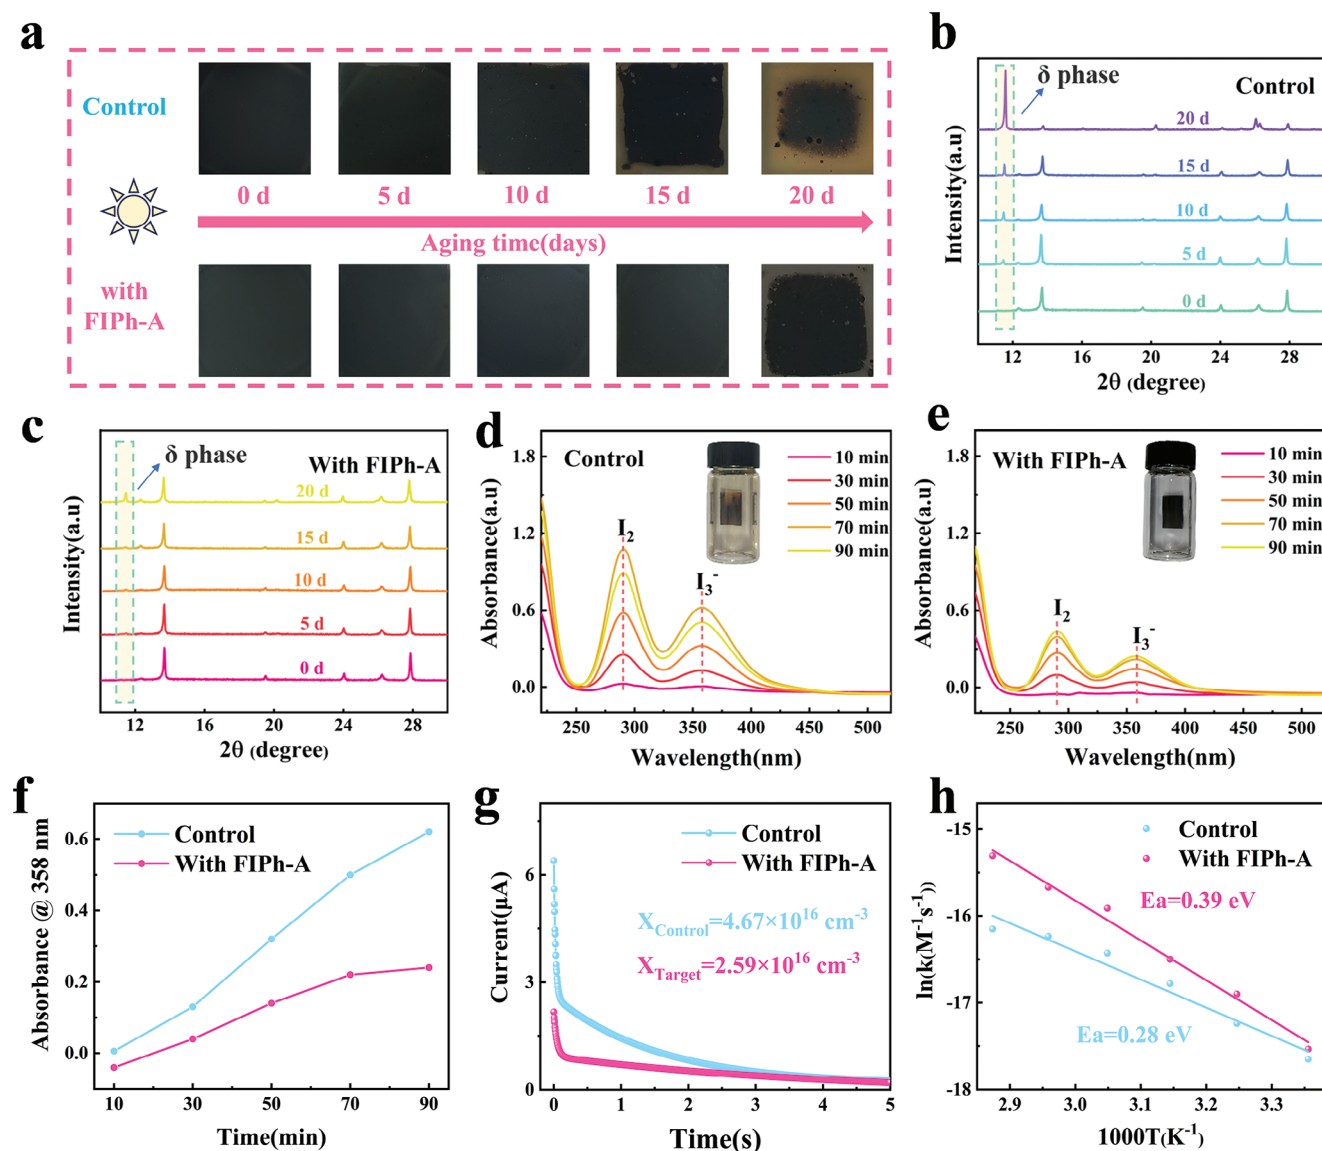 a
Control
0 d
5 d
10 d
15 d
20 d
Aging time(days)
with
FIPh-A
b
δ phase
Control
20 d
15 d
10 d
5 d
0 d
Intensity(a.u)
12
16
20
24
28
2θ (degree)
c
δ phase
With FIPh-A
20 d
15 d
10 d
5 d
0 d
Intensity(a.u)
12
16
20
24
28
2θ (degree)
d
Control
10 min
30 min
50 min
70 min
90 min
I2
I3-
1.8
1.2
0.6
0.0
Absorbance(a.u)
250
300
350
400
450
500
Wavelength(nm)
e
With FIPh-A
10 min
30 min
50 min
70 min
90 min
I2
I3-
1.8
1.2
0.6
0.0
Absorbance(a.u)
250
300
350
400
450
500
Wavelength(nm)
f
Control
With FIPh-A
0.6
0.4
0.2
0.0
Absorbance @ 358 nm
10
30
50
70
90
Time(min)
g
Control
With FIPh-A
XControl=4.67×10^16 cm^-3
XTarget=2.59×10^16 cm^-3
6
3
0
Current(μA)
0
1
2
3
4
5
Time(s)
h
Control
With FIPh-A
Ea=0.39 eV
Ea=0.28 eV
-15
-16
-17
-18
lnk(M^-1s^-1))
2.9
3.0
3.1
3.2
3.3
1000T(K^-1)